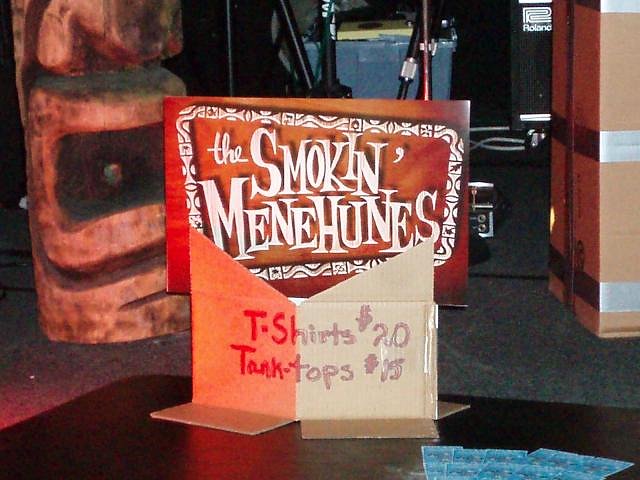 Roland
the SMOKIN'
MENEHUNES
T-Shirts $20
Tank-tops $15